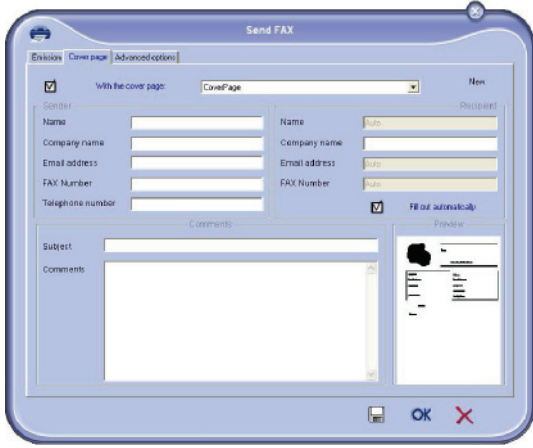 Send FAX
Emission Cover page Advanced options
With the cover page: CoverPage New
Sender Recipient
Name Name Auto
Company name Company name
Email address Email address Auto
FAX Number FAX Number Auto
Telephone number Fill out automatically
Comments Preview
Subject
Comments
OK